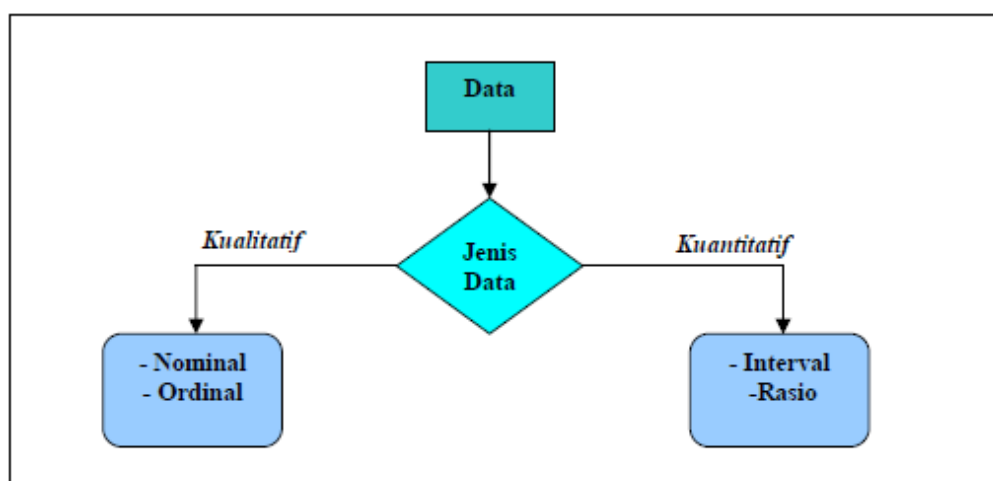 Data
Kualitatif
Kuantitatif
Jenis
Data
- Nominal
- Ordinal
- Interval
-Rasio